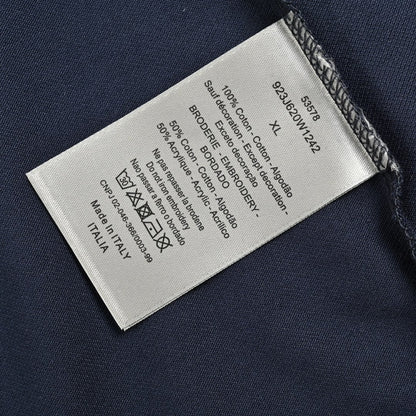 53578
923J620W1242
XL
100% Coton - Cotton - Algodão
Sauf décoration - Except decoration -
Exceto decoração
BRODERIE - EMBROIDERY -
BORDADO
50% Coton - Cotton - Algodão
50% Acrylique - Acrylic - Acrílico
Ne pas repasser la broderie
Do not iron embroidery
Não passar a ferro o bordado
CNPJ 02-046-366/0003-99
Made in ITALY
ITALIA